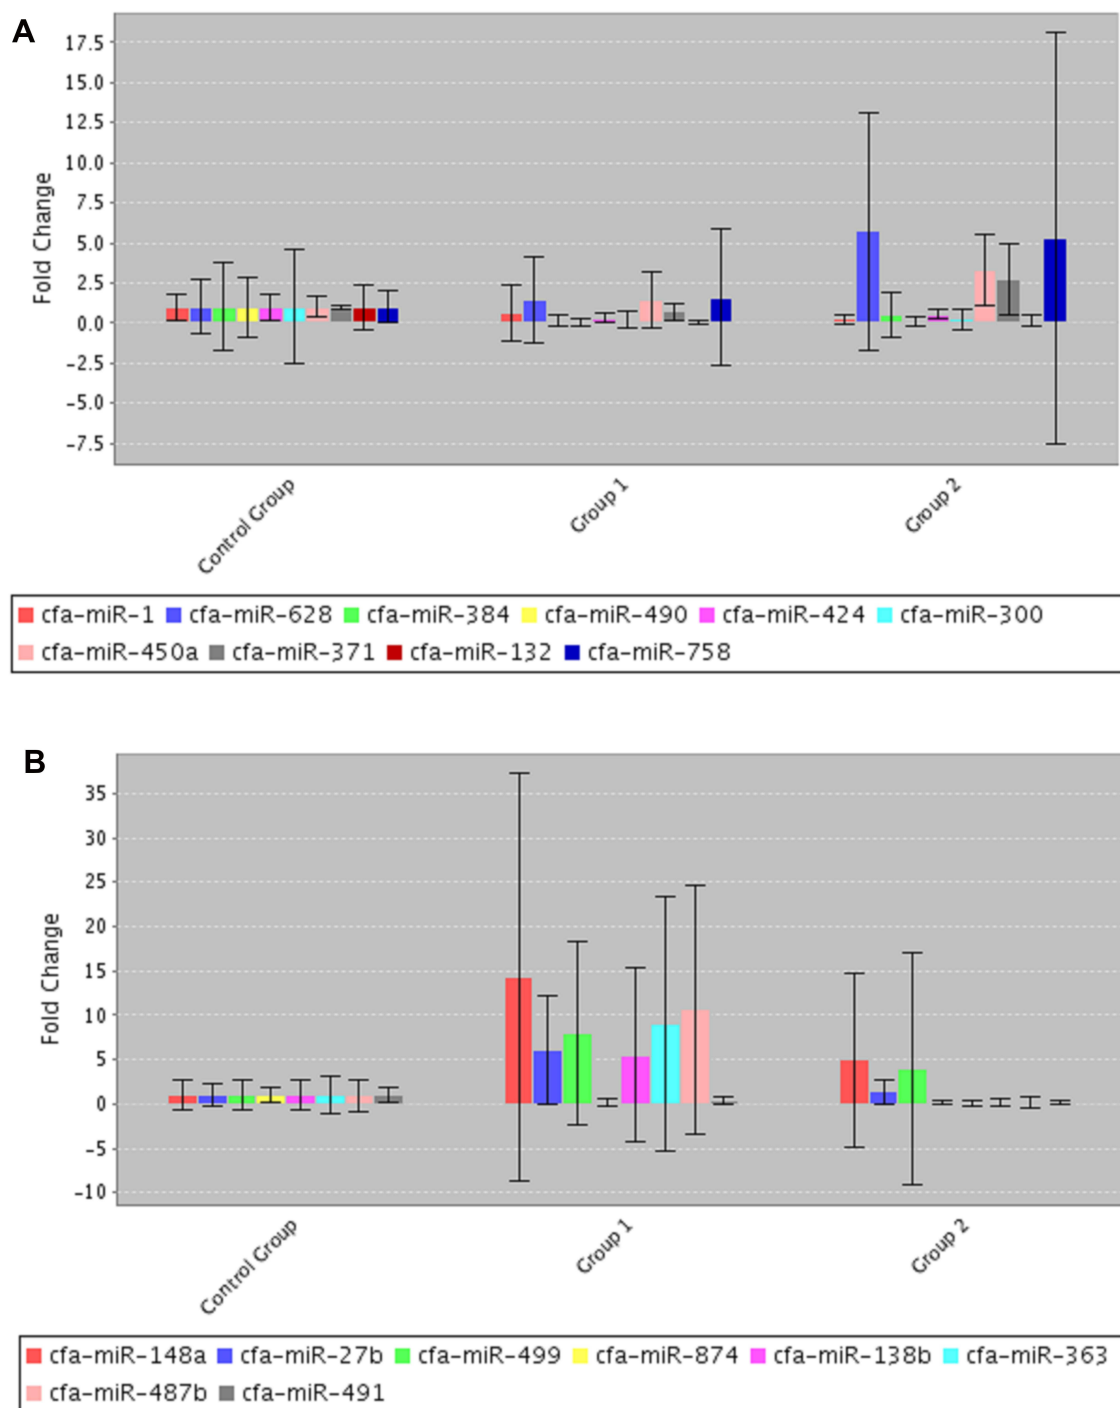 A
17.5
15.0
12.5
10.0
7.5
5.0
2.5
0.0
-2.5
-5.0
-7.5
Fold Change
Control Group
Group 1
Group 2
cfa-miR-1 cfa-miR-628 cfa-miR-384 cfa-miR-490 cfa-miR-424 cfa-miR-300
cfa-miR-450a cfa-miR-371 cfa-miR-132 cfa-miR-758
B
35
30
25
20
15
10
5
0
-5
-10
Fold Change
Control Group
Group 1
Group 2
cfa-miR-148a cfa-miR-27b cfa-miR-499 cfa-miR-874 cfa-miR-138b cfa-miR-363
cfa-miR-487b cfa-miR-491